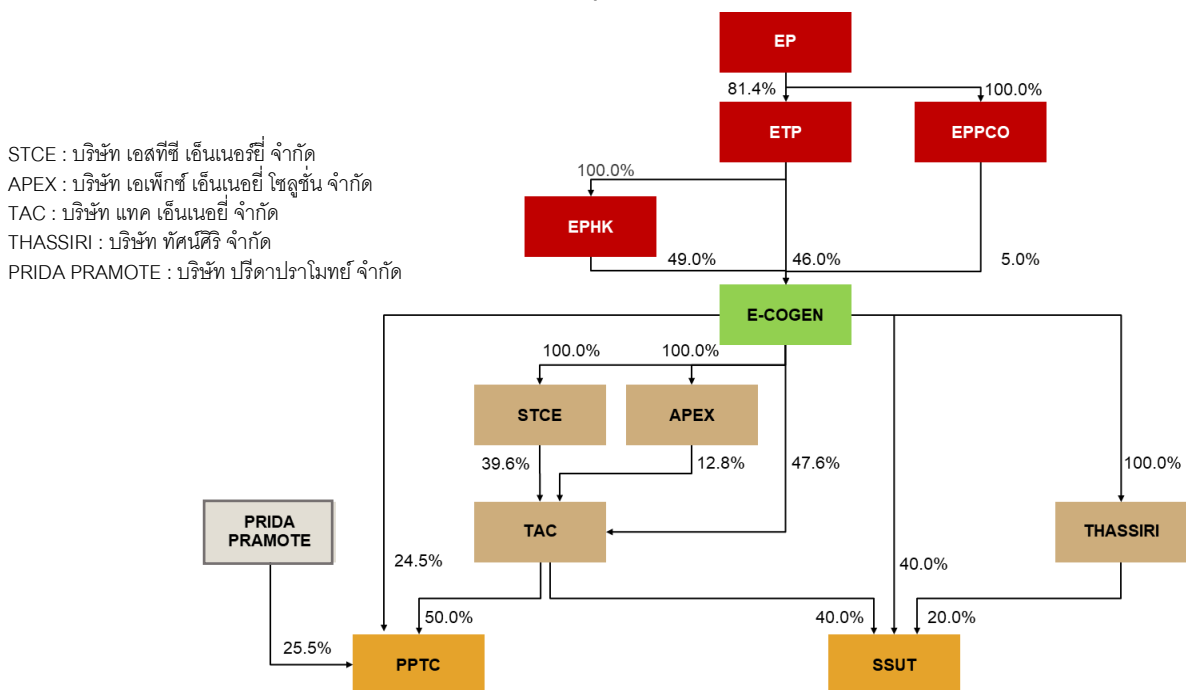 EP
81.4%
100.0%
ETP
EPPCO
STCE : บริษัท เอสทีซี เอ็นเนอร์ยี่ จำกัด
APEX : บริษัท เอเพ็กซ์ เอ็นเนอยี่ โซลูชั่น จำกัด
TAC : บริษัท แทค เอ็นเนอยี่ จำกัด
THASSIRI : บริษัท ทัศน์ศิริ จำกัด
PRIDA PRAMOTE : บริษัท ปรีดาปราโมทย์ จำกัด
100.0%
EPHK
49.0%
46.0%
5.0%
E-COGEN
100.0%
100.0%
STCE
APEX
39.6%
12.8%
47.6%
100.0%
PRIDA
PRAMOTE
TAC
THASSIRI
24.5%
40.0%
50.0%
40.0%
20.0%
25.5%
PPTC
SSUT